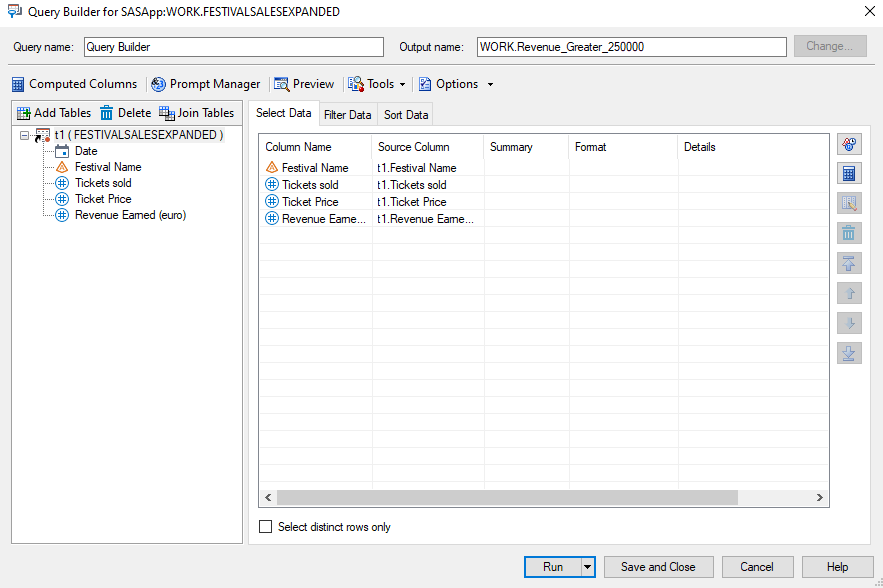 Query Builder for SASApp:WORK.FESTIVALSALESEXPANDED
Query name: Query Builder Output name: WORK.Revenue_Greater_250000 Change...
Computed Columns Prompt Manager Preview Tools Options
Add Tables Delete Join Tables
Select Data Filter Data Sort Data
t1 ( FESTIVALSALESEXPANDED )
Date
Festival Name
Tickets sold
Ticket Price
Revenue Earned (euro)
Column Name Source Column Summary Format Details
Festival Name t1.Festival Name
Tickets sold t1.Tickets sold
Ticket Price t1.Ticket Price
Revenue Earne... t1.Revenue Earne...
Select distinct rows only
Run Save and Close Cancel Help